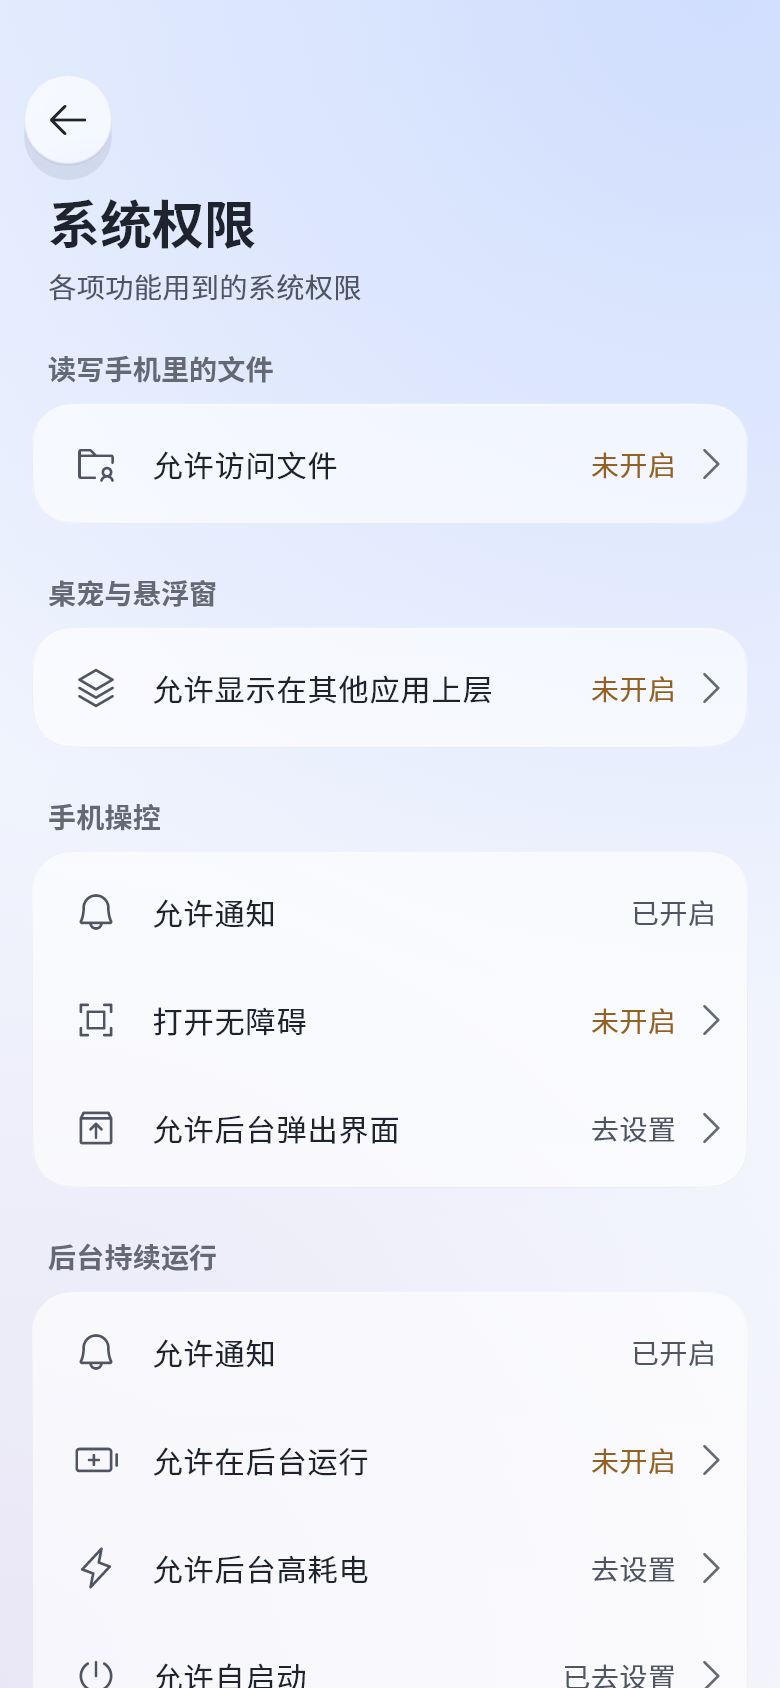 系统权限
各项功能用到的系统权限
读写手机里的文件
允许访问文件 未开启
桌宠与悬浮窗
允许显示在其他应用上层 未开启
手机操控
允许通知 已开启
打开无障碍 未开启
允许后台弹出界面 去设置
后台持续运行
允许通知 已开启
允许在后台运行 未开启
允许后台高耗电 去设置
允许自启动 已去设置